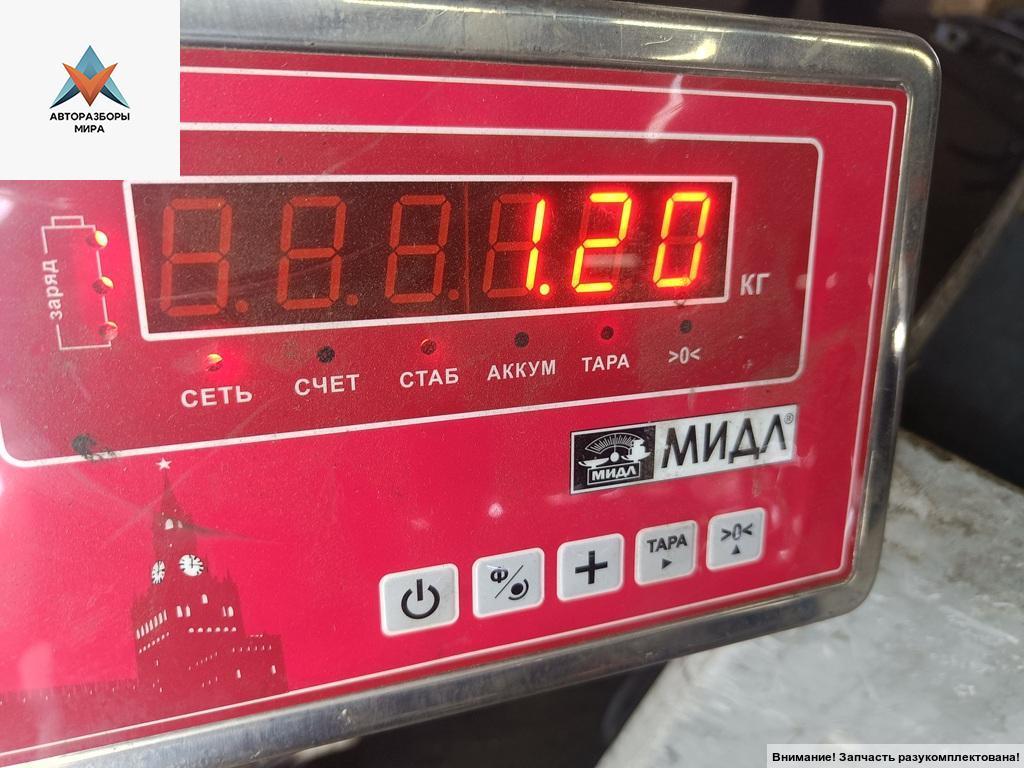 АВТОРАЗБОРЫ
МИРА
заряд
1.20
КГ
СЕТЬ СЧЕТ СТАБ АККУМ ТАРА >0<
МИДЛ
МИДЛ®
Ф
ТАРА
>0<
Внимание! Запчасть разукомплектована!